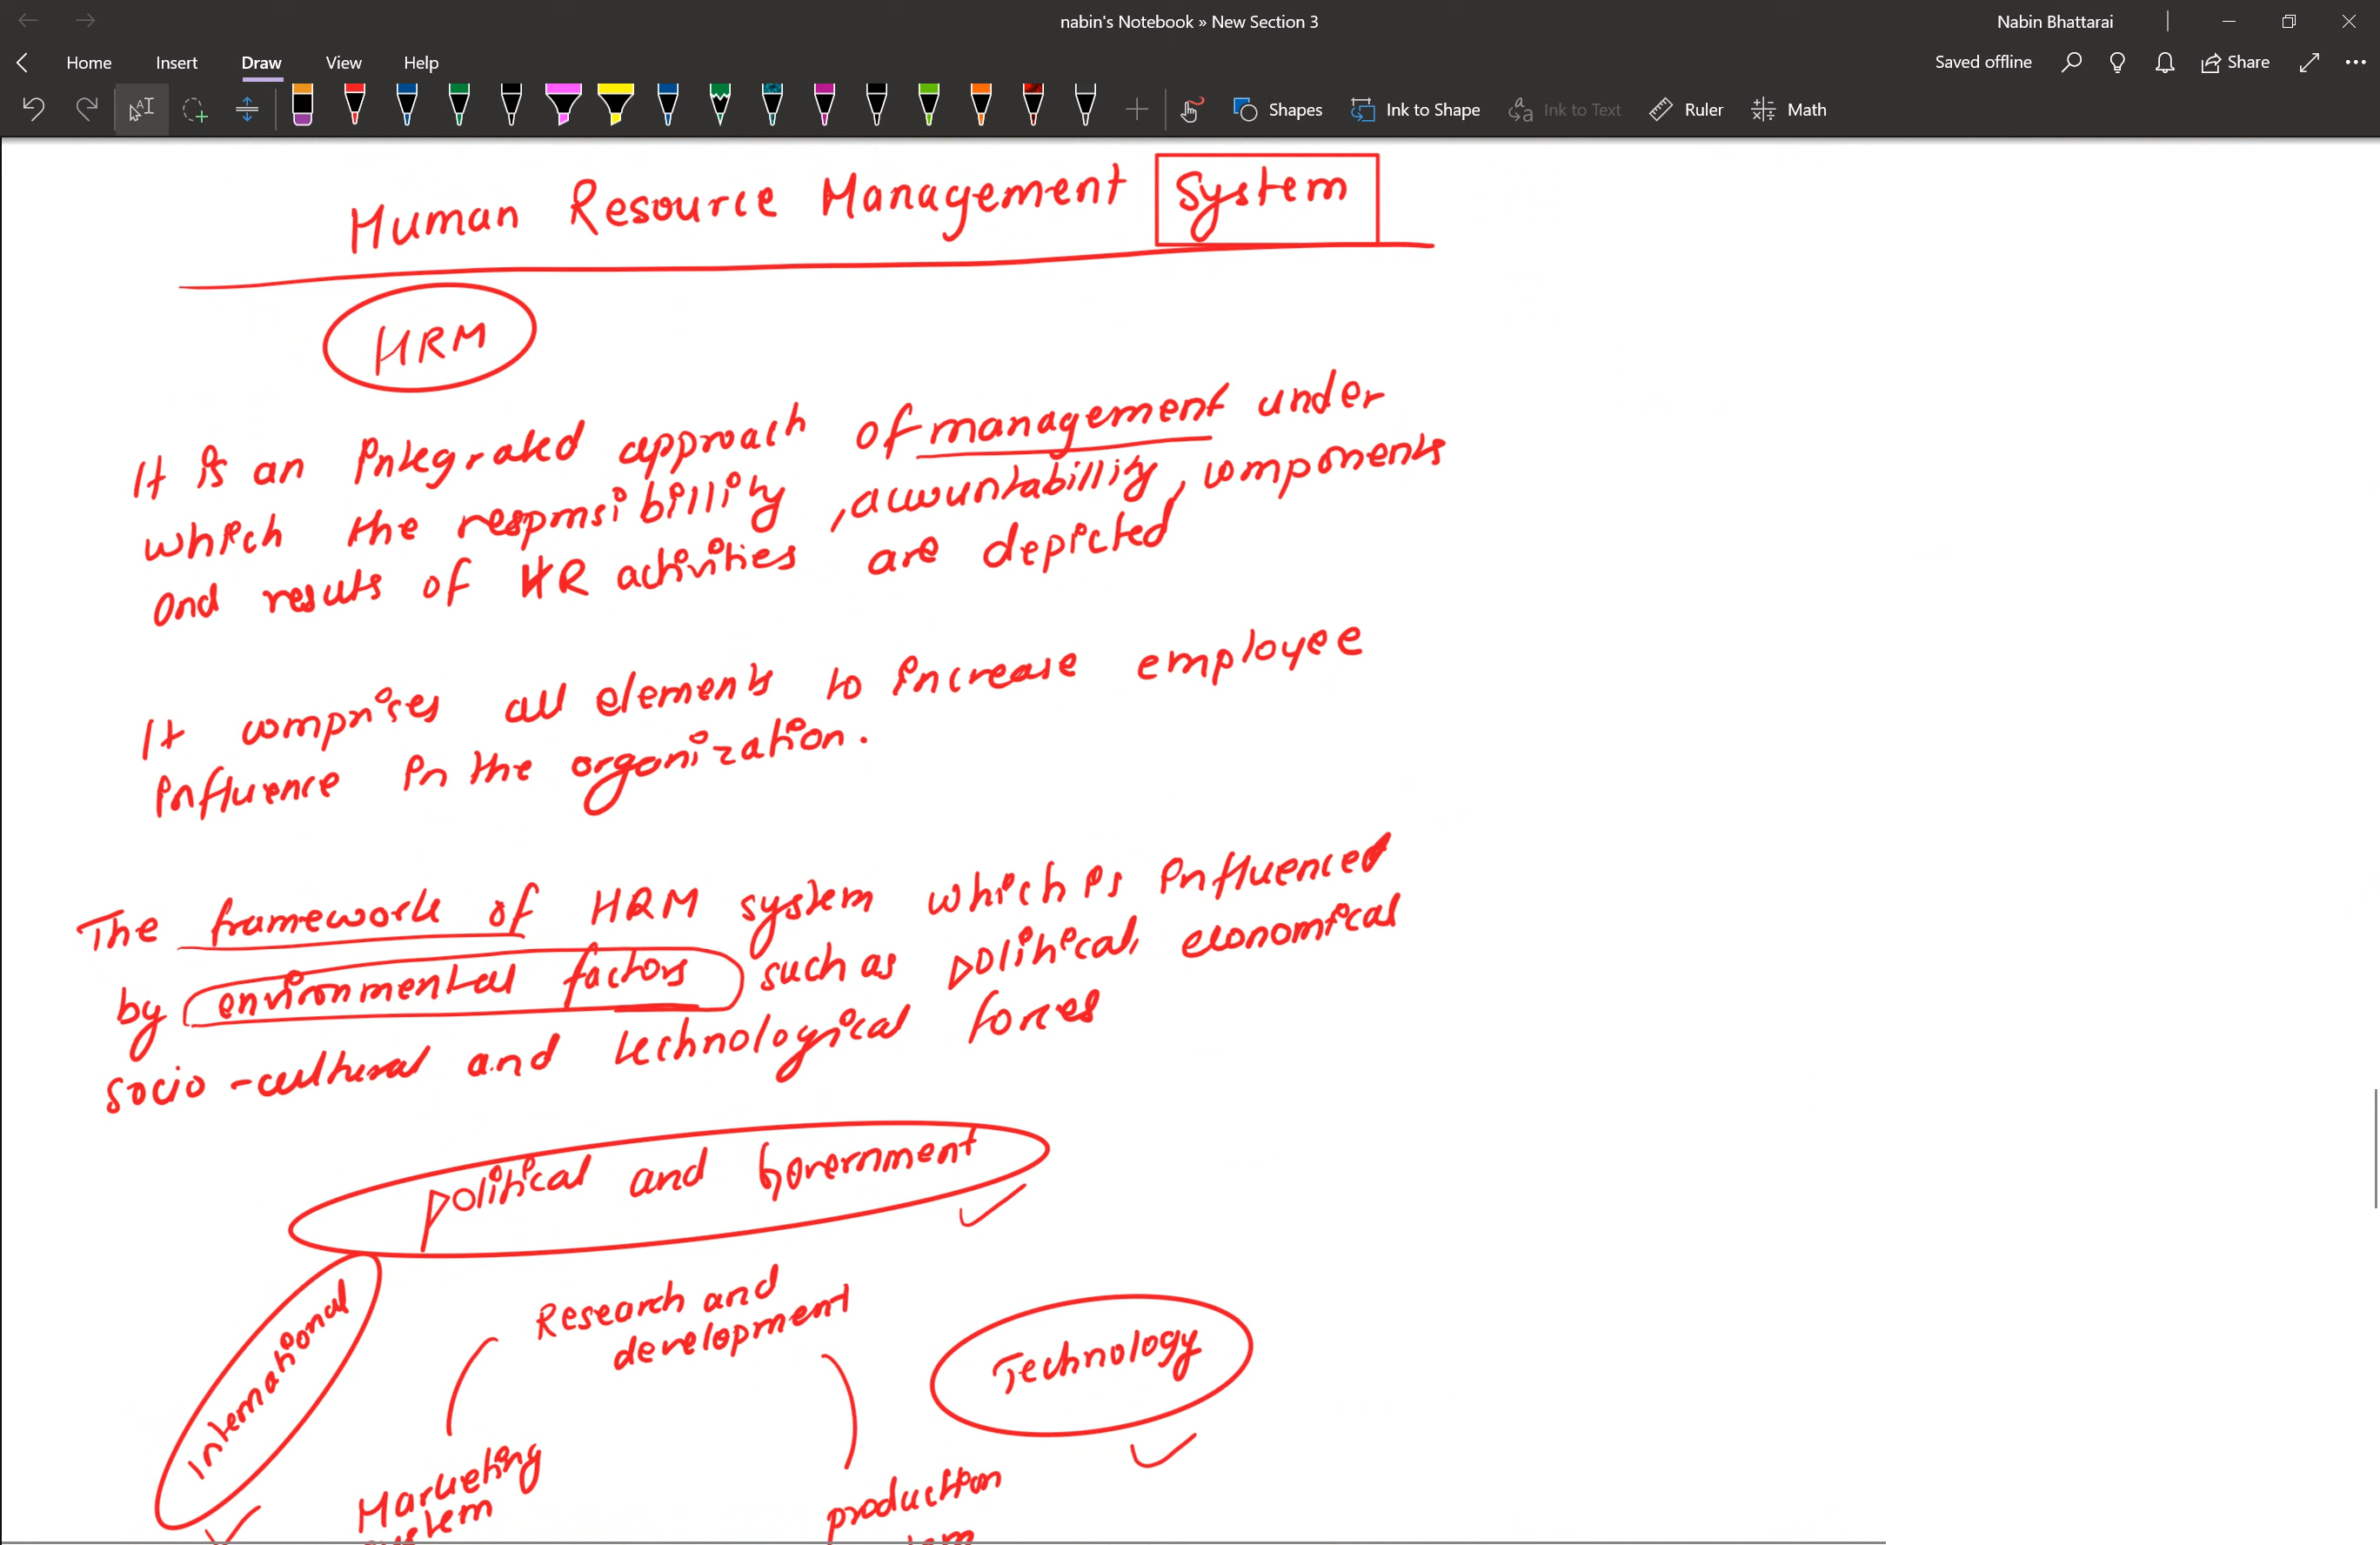 nabin's Notebook » New Section 3
Nabin Bhattarai
Home Insert Draw View Help
Saved offline
Share
Shapes
Ink to Shape
Ink to Text
Ruler
Math
Human Resource Management System
HRM
It is an integrated approach of management under
which the responsibillity, accountabillity, components
and results of HR activities are depicted
It comprises all elements to increase employee
influence in the organization.
The framework of HRM system which is influenced
by environmental factors such as political, economical
socio-cultural and technological forces
political and Government
International
Research and
development
Technology
Marketing
system
production